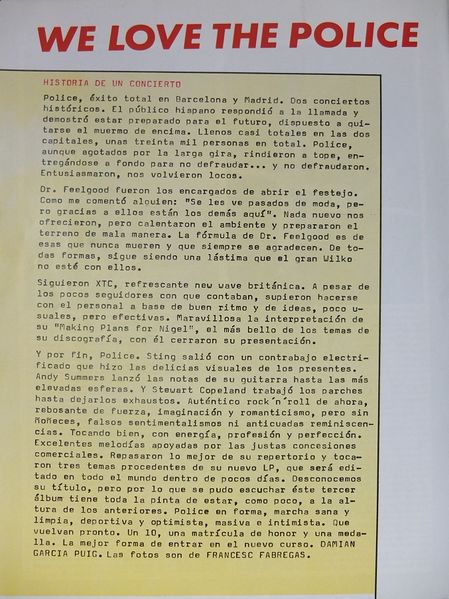 WE LOVE THE POLICE
HISTORIA DE UN CONCIERTO
Police, éxito total en Barcelona y Madrid. Dos conciertos
históricos. El público hispano respondió a la llamada y
demostró estar preparado para el futuro, dispuesto a qui-
tarse el muermo de encima. Llenos casi totales en las dos
capitales, unas treinta mil personas en total. Police,
aunque agotados por la larga gira, rindieron a tope, en-
tregándose a fondo para no defraudar... y no defraudaron.
Entusiasmaron, nos volvieron locos.
Dr. Feelgood fueron los encargados de abrir el festejo.
Como me comentó alguien: "Se les ve pasados de moda, pe-
ro gracias a ellos están los demás aquí". Nada nuevo nos
ofrecieron, pero calentaron el ambiente y prepararon el
terreno de mala manera. La fórmula de Dr. Feelgood es de
esas que nunca mueren y que siempre se agradecen. De to-
das formas, sigue siendo una lástima que el gran Wilko
no esté con ellos.
Siguieron XTC, refrescante new wave británica. A pesar de
los pocos seguidores con que contaban, supieron hacerse
con el personal a base de buen ritmo y de ideas, poco u-
suales, pero efectivas. Maravillosa la interpretación de
su "Making Plans for Nigel", el más bello de los temas de
su discografía, con él cerraron su presentación.
Y por fin, Police. Sting salió con un contrabajo electri-
ficado que hizo las delicias visuales de los presentes.
Andy Summers lanzó las notas de su guitarra hasta las más
elevadas esferas. Y Stewart Copeland trabajó los parches
hasta dejarlos exhaustos. Auténtico rock´n´roll de ahora,
rebosante de fuerza, imaginación y romanticismo, pero sin
ñoñeces, falsos sentimentalismos ni anticuadas reminiscen-
cias. Tocando bien, con energía, profesión y perfección.
Excelentes melodías apoyadas por las justas concesiones
comerciales. Repasaron lo mejor de su repertorio y toca-
ron tres temas procedentes de su nuevo LP, que será edi-
tado en todo el mundo dentro de pocos días. Desconocemos
su título, pero por lo que se pudo escuchar éste tercer
álbum tiene toda la pinta de estar, como poco, a la al-
tura de los anteriores. Police en forma, marcha sana y
limpia, deportiva y optimista, masiva e intimista. Que
vuelvan pronto. Un 10, una matrícula de honor y una meda-
lla. La mejor forma de entrar en el nuevo curso. DAMIAN
GARCIA PUIG. Las fotos son de FRANCESC FABREGAS.